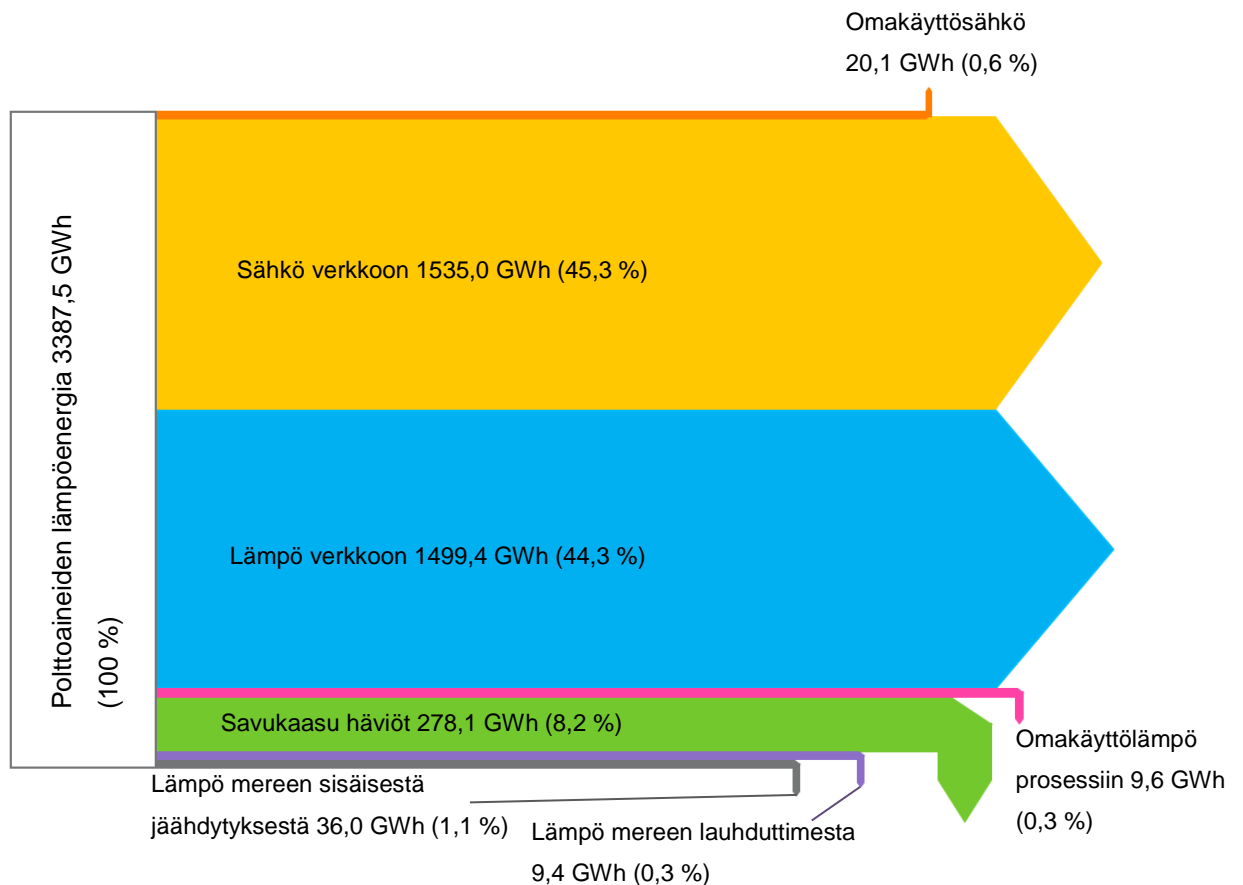 Omakäyttösähkö
20,1 GWh (0,6 %)
Polttoaineiden lämpöenergia 3387,5 GWh
(100 %)
Sähkö verkkoon 1535,0 GWh (45,3 %)
Lämpö verkkoon 1499,4 GWh (44,3 %)
Savukaasu häviöt 278,1 GWh (8,2 %)
Omakäyttölämpö
prosessiin 9,6 GWh
(0,3 %)
Lämpö mereen sisäisestä
jäähdytyksestä 36,0 GWh (1,1 %)
Lämpö mereen lauhduttimesta
9,4 GWh (0,3 %)